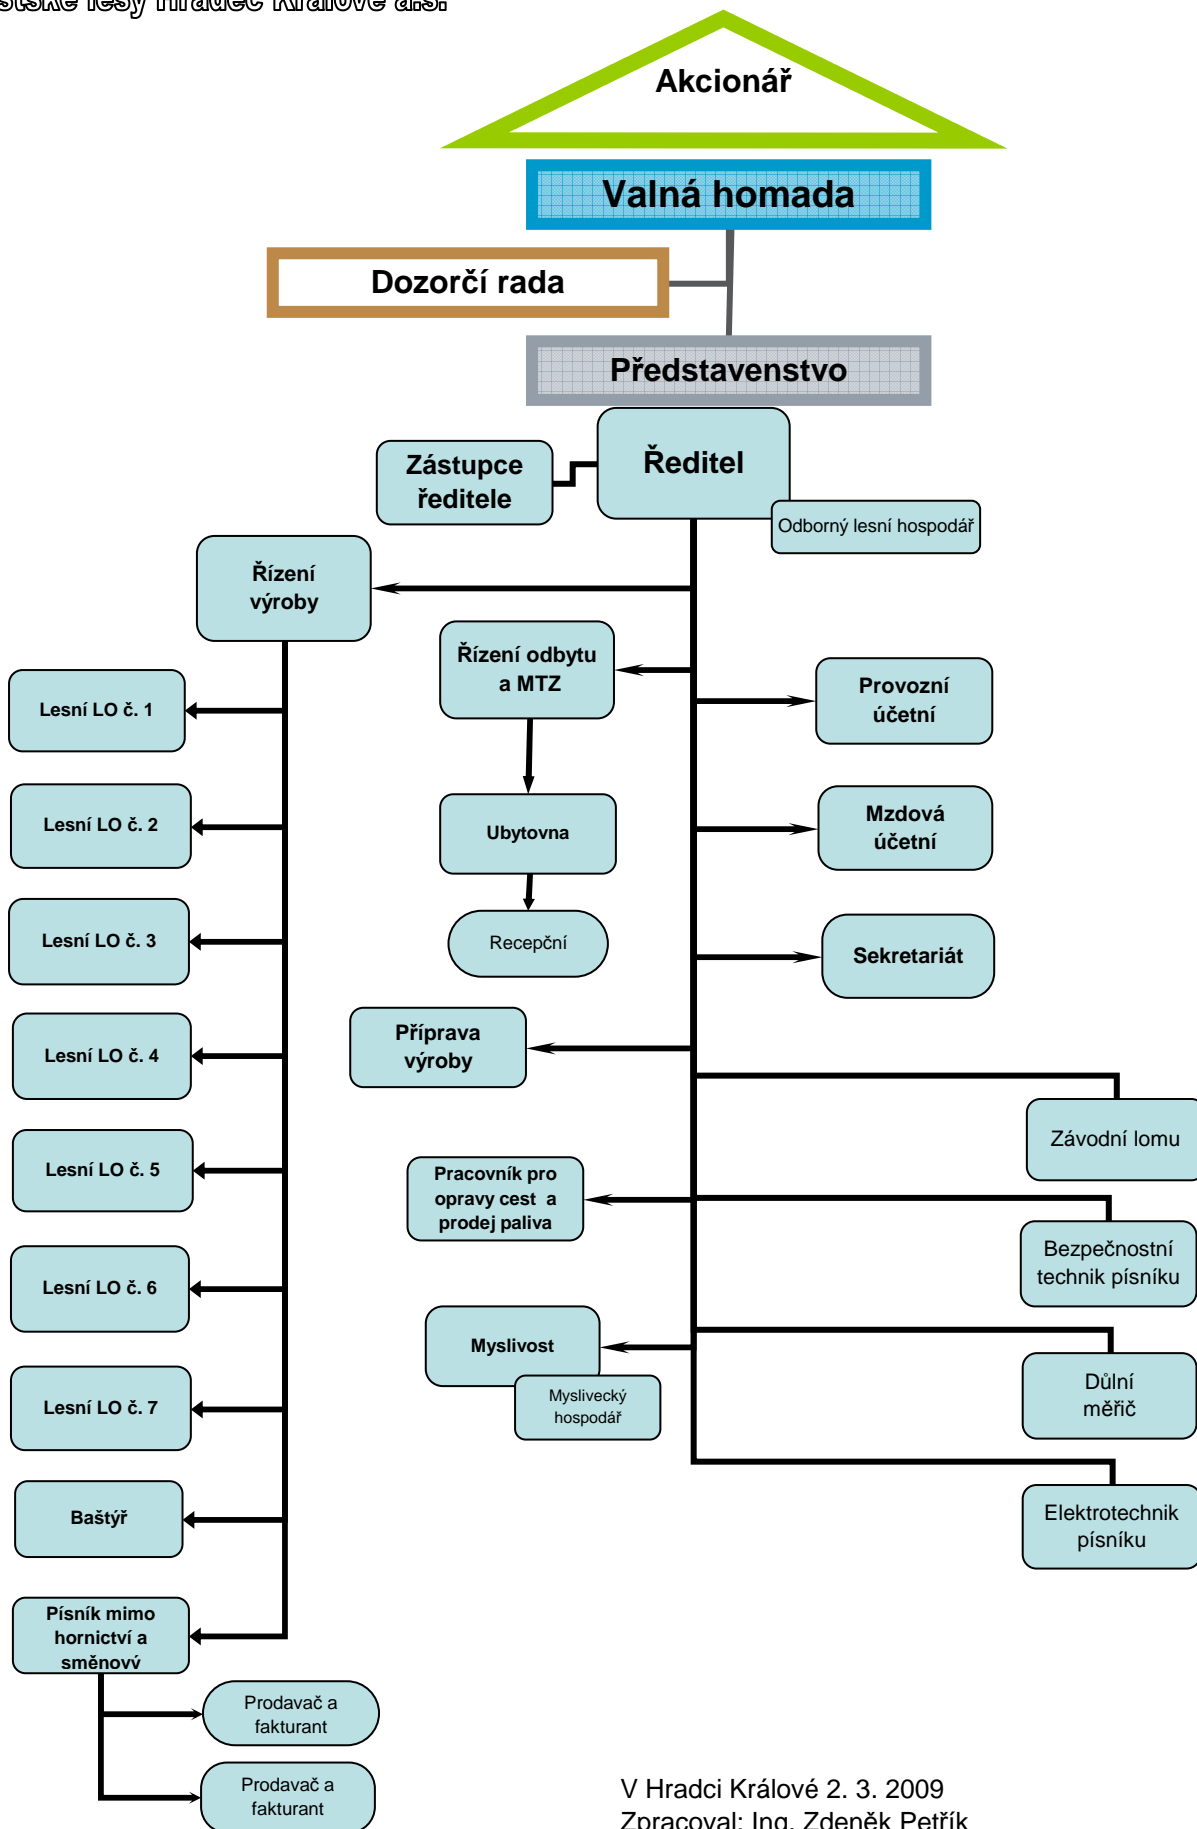 lesy Hradec Králové a.s.
Akcionář
Valná homada
Dozorčí rada
Představenstvo
Ředitel
Zástupce
ředitele
Odborný lesní hospodář
Řízení
výroby
Řízení odbytu
a MTZ
Provozní
účetní
Lesní LO č. 1
Lesní LO č. 2
Ubytovna
Mzdová
účetní
Lesní LO č. 3
Recepční
Sekretariát
Lesní LO č. 4
Příprava
výroby
Závodní lomu
Lesní LO č. 5
Pracovník pro
opravy cest a
prodej paliva
Bezpečnostní
technik písníku
Lesní LO č. 6
Myslivost
Myslivecký
hospodář
Důlní
měřič
Lesní LO č. 7
Baštýř
Elektrotechnik
písníku
Písník mimo
hornictví a
směnový
Prodavač a
fakturant
Prodavač a
fakturant
V Hradci Králové 2. 3. 2009
Zpracoval: Ing. Zdeněk Petřík